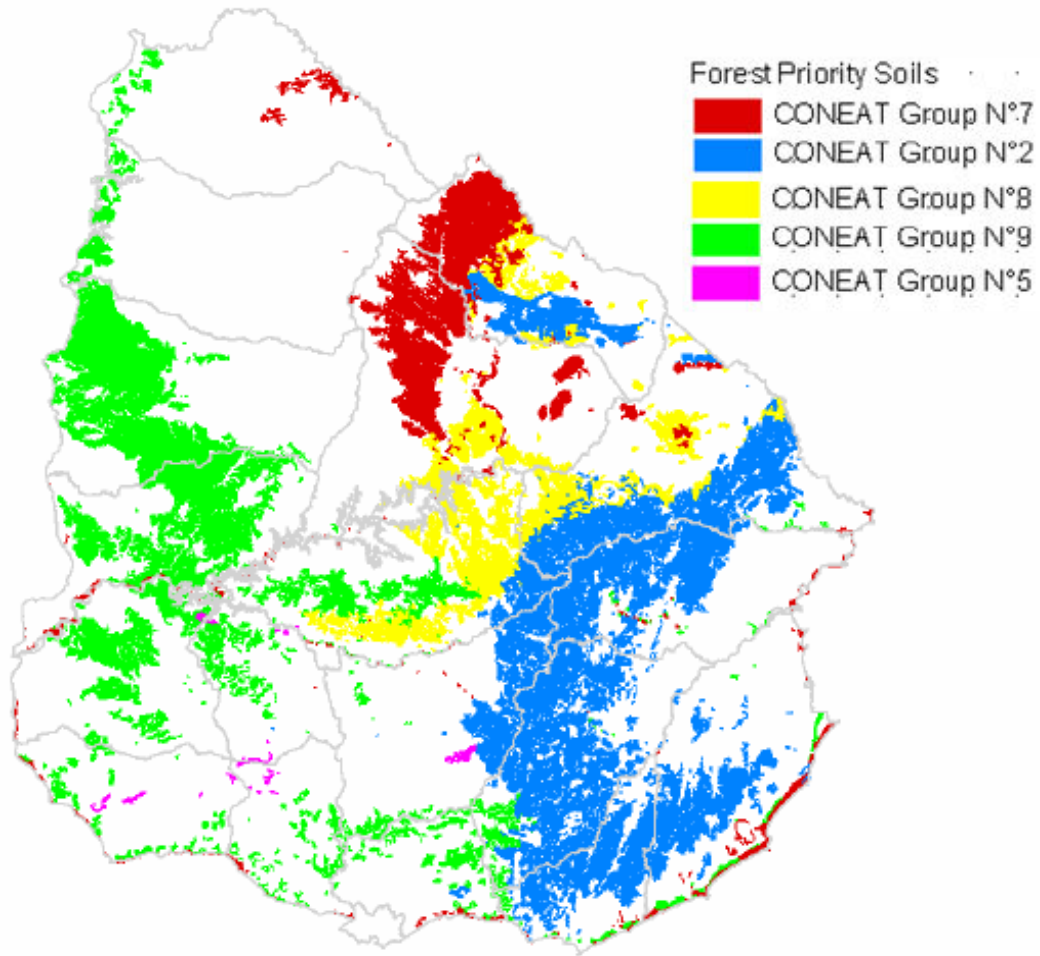 Forest Priority Soils
CONEAT Group N°7
CONEAT Group N°2
CONEAT Group N°8
CONEAT Group N°9
CONEAT Group N°5